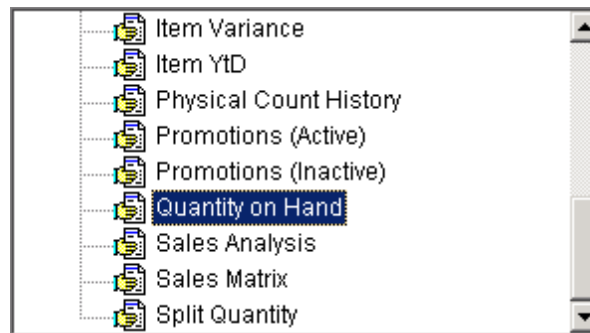 Item Variance
Item YtD
Physical Count History
Promotions (Active)
Promotions (Inactive)
Quantity on Hand
Sales Analysis
Sales Matrix
Split Quantity